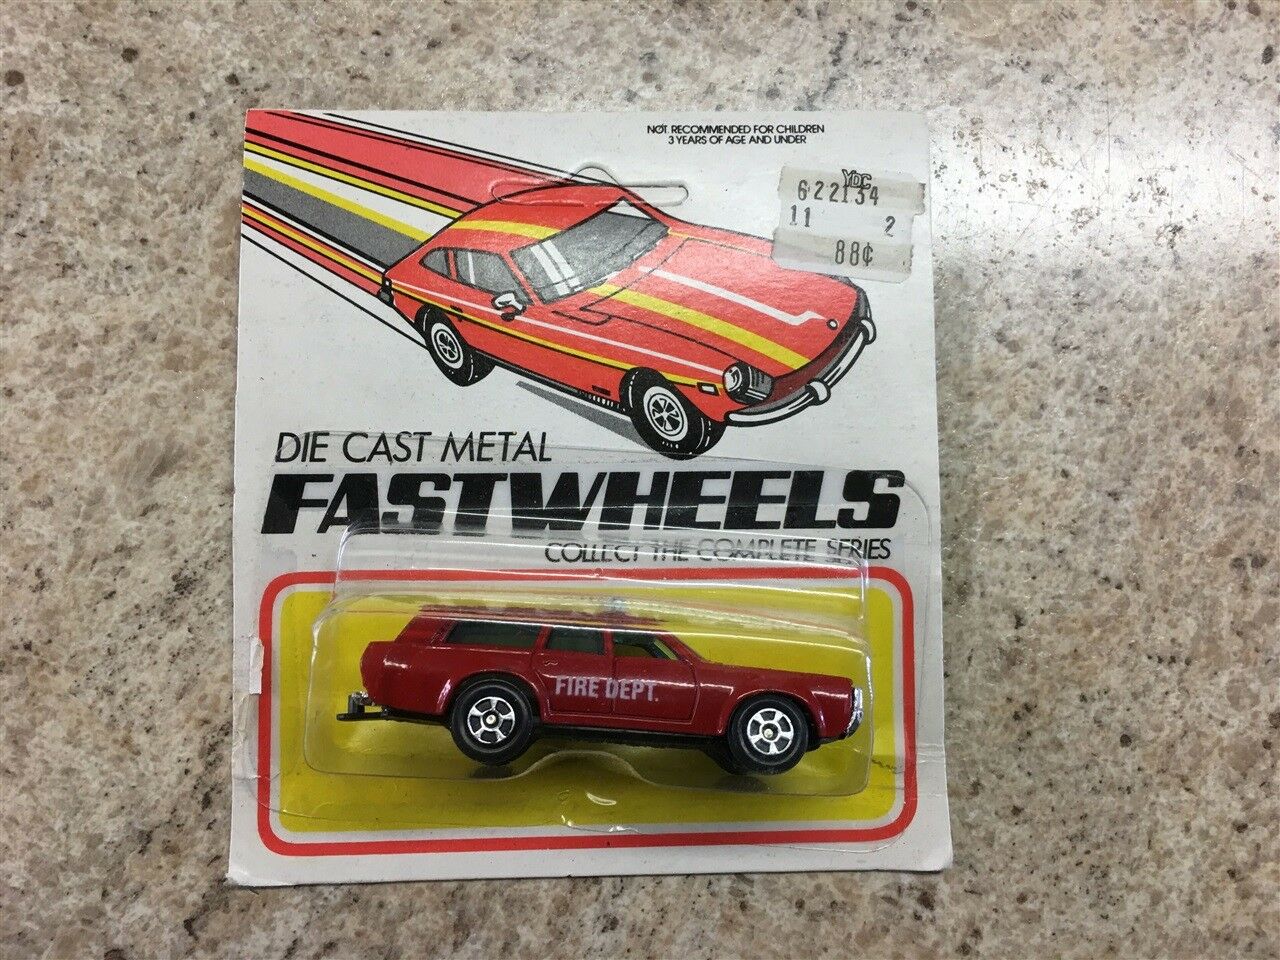 NOT RECOMMENDED FOR CHILDREN
3 YEARS OF AGE AND UNDER
YDC
622134
11 2
88¢
DIE CAST METAL
FASTWHEELS
COLLECT THE COMPLETE SERIES
FIRE DEPT.